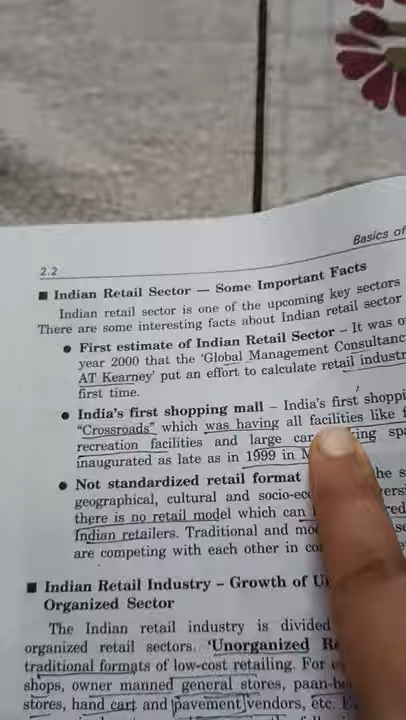 2.2
Basics of
■ Indian Retail Sector — Some Important Facts
Indian retail sector is one of the upcoming key sectors
There are some interesting facts about Indian retail sector
● First estimate of Indian Retail Sector – It was
year 2000 that the 'Global Management Consultanc
AT Kearney' put an effort to calculate retail industr
first time.
● India's first shopping mall – India's first shoppi
"Crossroads" which was having all facilities like
recreation facilities and large car
inaugurated as late as in 1999 in
● Not standardized retail format
geographical, cultural and socio-ec
there is no retail model which can
Indian retailers. Traditional and mo
are competing with each other in co
■ Indian Retail Industry – Growth of
Organized Sector
The Indian retail industry is divided
organized retail sectors. 'Unorganized
traditional formats of low-cost retailing. For
shops, owner manned general stores, paan-b
stores, hand cart and pavement vendors, etc.